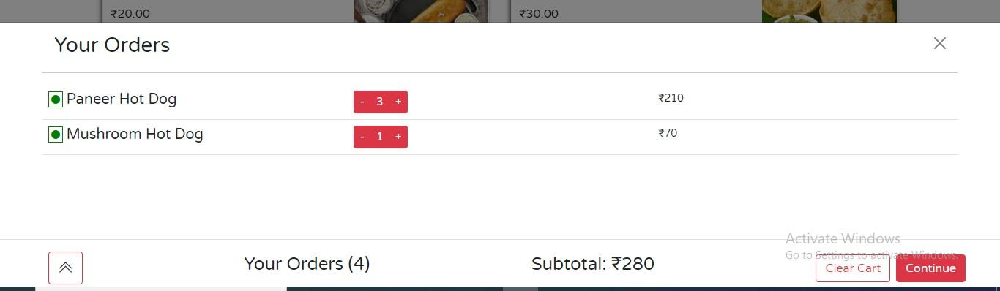 ₹20.00 ₹30.00
Your Orders
Paneer Hot Dog - 3 + ₹210
Mushroom Hot Dog - 1 + ₹70
Activate Windows
Go to Settings to activate Windows.
Your Orders (4) Subtotal: ₹280 Clear Cart Continue